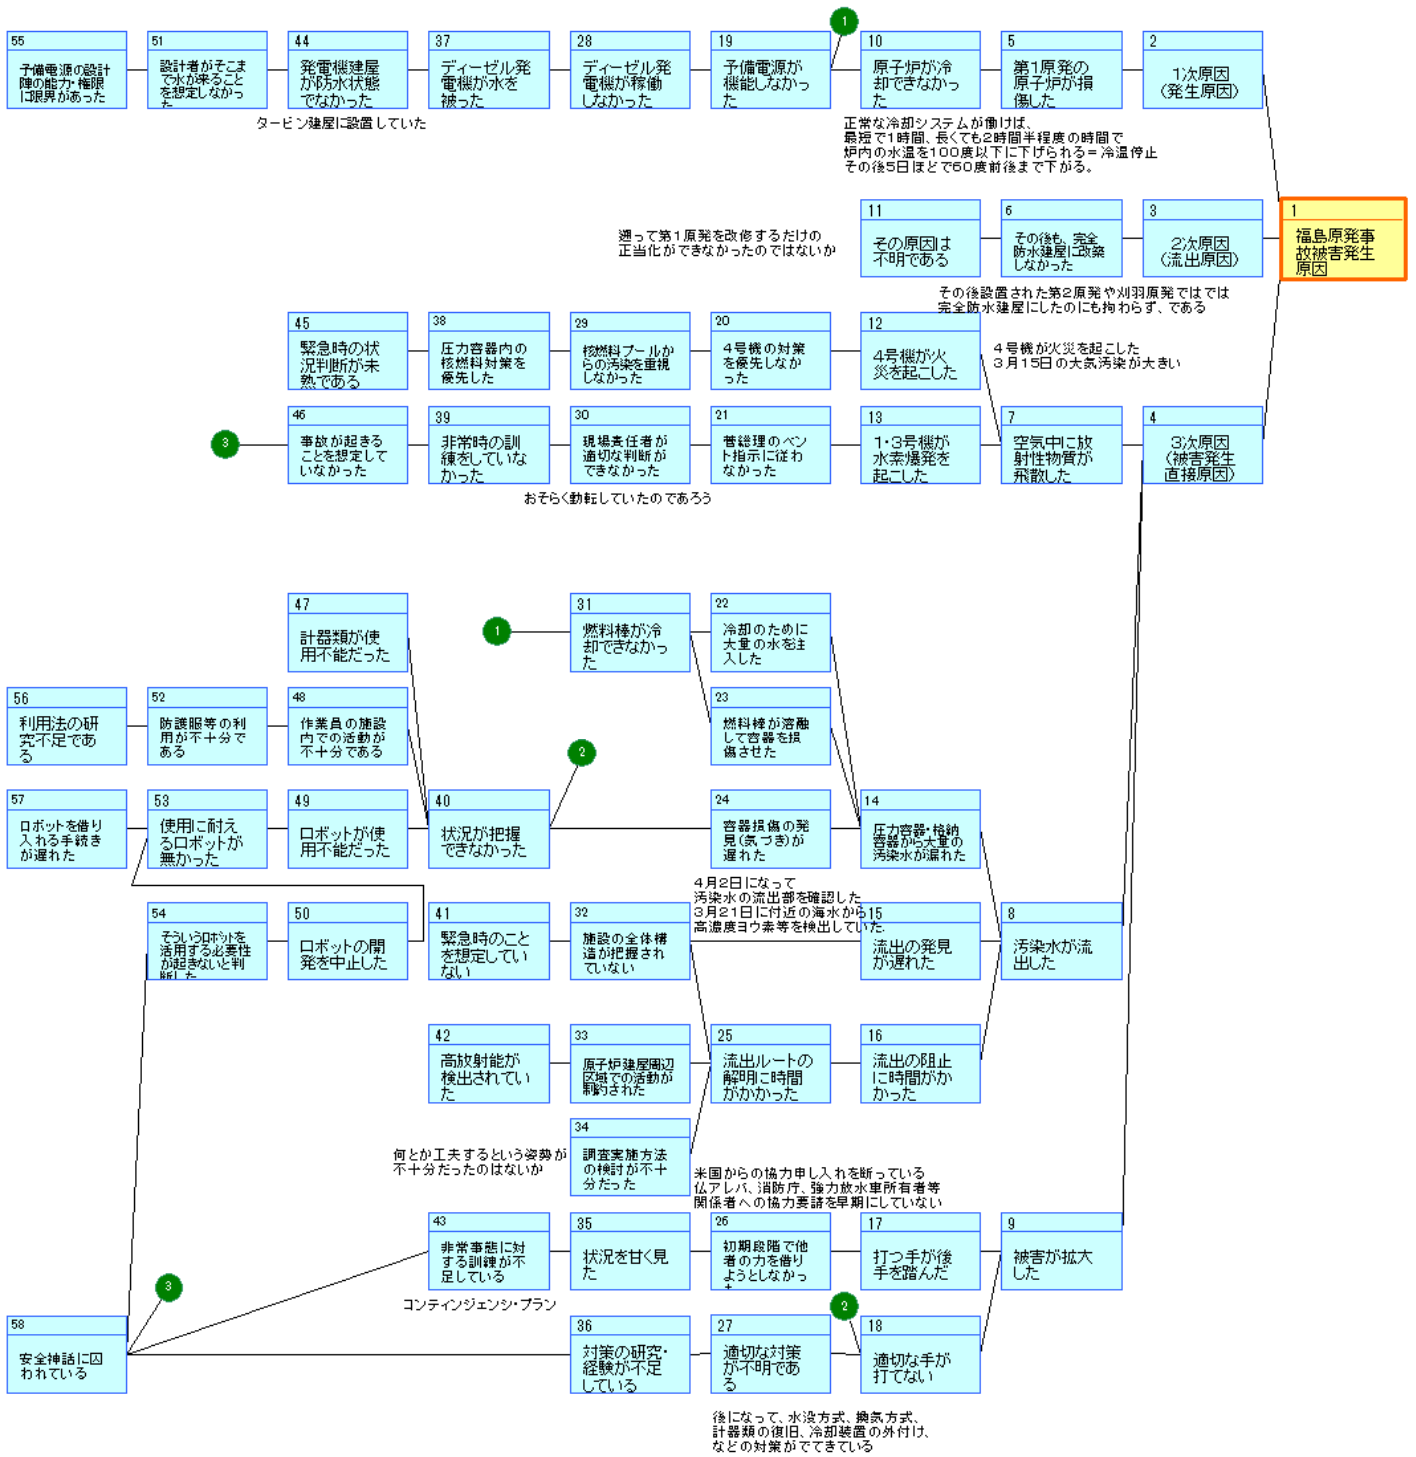 1
55
予備電源の設計
陣の能力・権限
に限界があった
51
設計者がそこま
で水が来ること
を想定しなかっ
た
44
発電機建屋
が防水状態
でなかった
37
ディーゼル発
電機が水を
被った
28
ディーゼル発
電機が稼働
しなかった
19
予備電源が
機能しなかっ
た
10
原子炉が冷
却できなかっ
た
5
第1原発の
原子炉が損
傷した
2
1次原因
(発生原因)
タービン建屋に設置していた
正常な冷却システムが働けば、
最短で1時間、長くても2時間半程度の時間で
炉内の水温を100度以下に下げられる=冷温停止
その後5日ほどで60度前後まで下がる。
遡って第1原発を改修するだけの
正当化ができなかったのではないか
11
その原因は
不明である
6
その後も、完全
防水建屋に改築
しなかった
3
2次原因
(流出原因)
1
福島原発事
故被害発生
原因
その後設置された第2原発や刈羽原発ではでは
完全防水建屋にしたのにも拘わらず、である
45
緊急時の状
況判断が未
熟である
38
圧力容器内の
核燃料対策を
優先した
29
核燃料プールか
らの汚染を重視
しなかった
20
4号機の対策
を優先しなか
った
12
4号機が火
災を起こした
4号機が火災を起こした
3月15日の大気汚染が大きい
3
46
事故が起きる
ことを想定して
いなかった
39
非常時の訓
練をしていな
かった
30
現場責任者が
適切な判断が
できなかった
21
菅総理のベン
ト指示に従わ
なかった
13
1・3号機が
水素爆発を
起こした
7
空気中に放
射性物質が
飛散した
4
3次原因
(被害発生
直接原因)
おそらく動転していたのであろう
47
計器類が使
用不能だった
1
31
燃料棒が冷
却できなかっ
た
22
冷却のために
大量の水を注
入した
56
利用法の研
究不足であ
る
52
防護服等の利
用が不十分で
ある
48
作業員の施設
内での活動が
不十分である
23
燃料棒が溶融
して容器を損
傷させた
2
57
ロボットを借り
入れる手続き
が遅れた
53
使用に耐え
るロボットが
無かった
49
ロボットが使
用不能だった
40
状況が把握
できなかった
24
容器損傷の発
見(気づき)が
遅れた
14
圧力容器・格納
容器から大量の
汚染水が漏れた
4月2日になって
汚染水の流出部を確認した
3月21日に付近の海水から
高濃度ヨウ素等を検出していた
54
そういうロボットを
活用する必要性
が起きないと判
断した
50
ロボットの開
発を中止した
41
緊急時のこと
を想定してい
ない
32
施設の全体構
造が把握され
ていない
15
流出の発見
が遅れた
8
汚染水が流
出した
42
高放射能が
検出されてい
た
33
原子炉建屋周辺
区域での活動が
制約された
25
流出ルートの
解明に時間
がかかった
16
流出の阻止
に時間がか
かった
34
調査実施方法
の検討が不十
分だった
何とか工夫するという姿勢が
不十分だったのはないか
米国からの協力申し入れを断っている
仏アレバ、消防庁、強力放水車所有者等
関係者への協力要請を早期にしていない
43
非常事態に対
する訓練が不
足している
35
状況を甘く見
た
26
初期段階で他
者の力を借り
ようとしなかっ
た
17
打つ手が後
手を踏んだ
9
被害が拡大
した
コンティンジェンシ・プラン
3
2
58
安全神話に囚
われている
36
対策の研究・
経験が不足
している
27
適切な対策
が不明であ
る
18
適切な手が
打てない
後になって、水没方式、換気方式、
計器類の復旧、冷却装置の外付け、
などの対策がでてきている